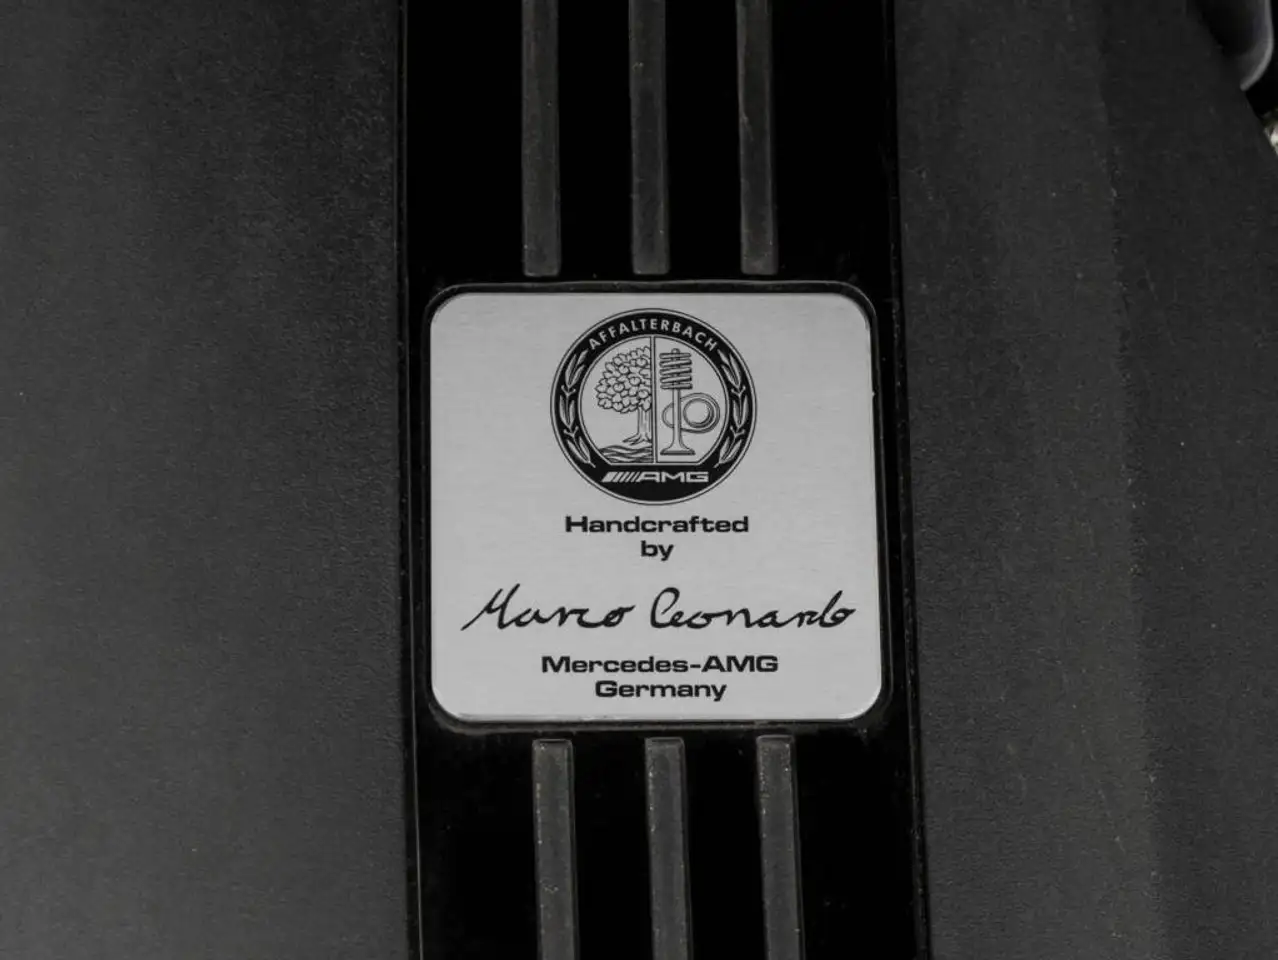 AFFALTERBACH
AMG
Handcrafted
by
Marco Leonardo
Mercedes-AMG
Germany